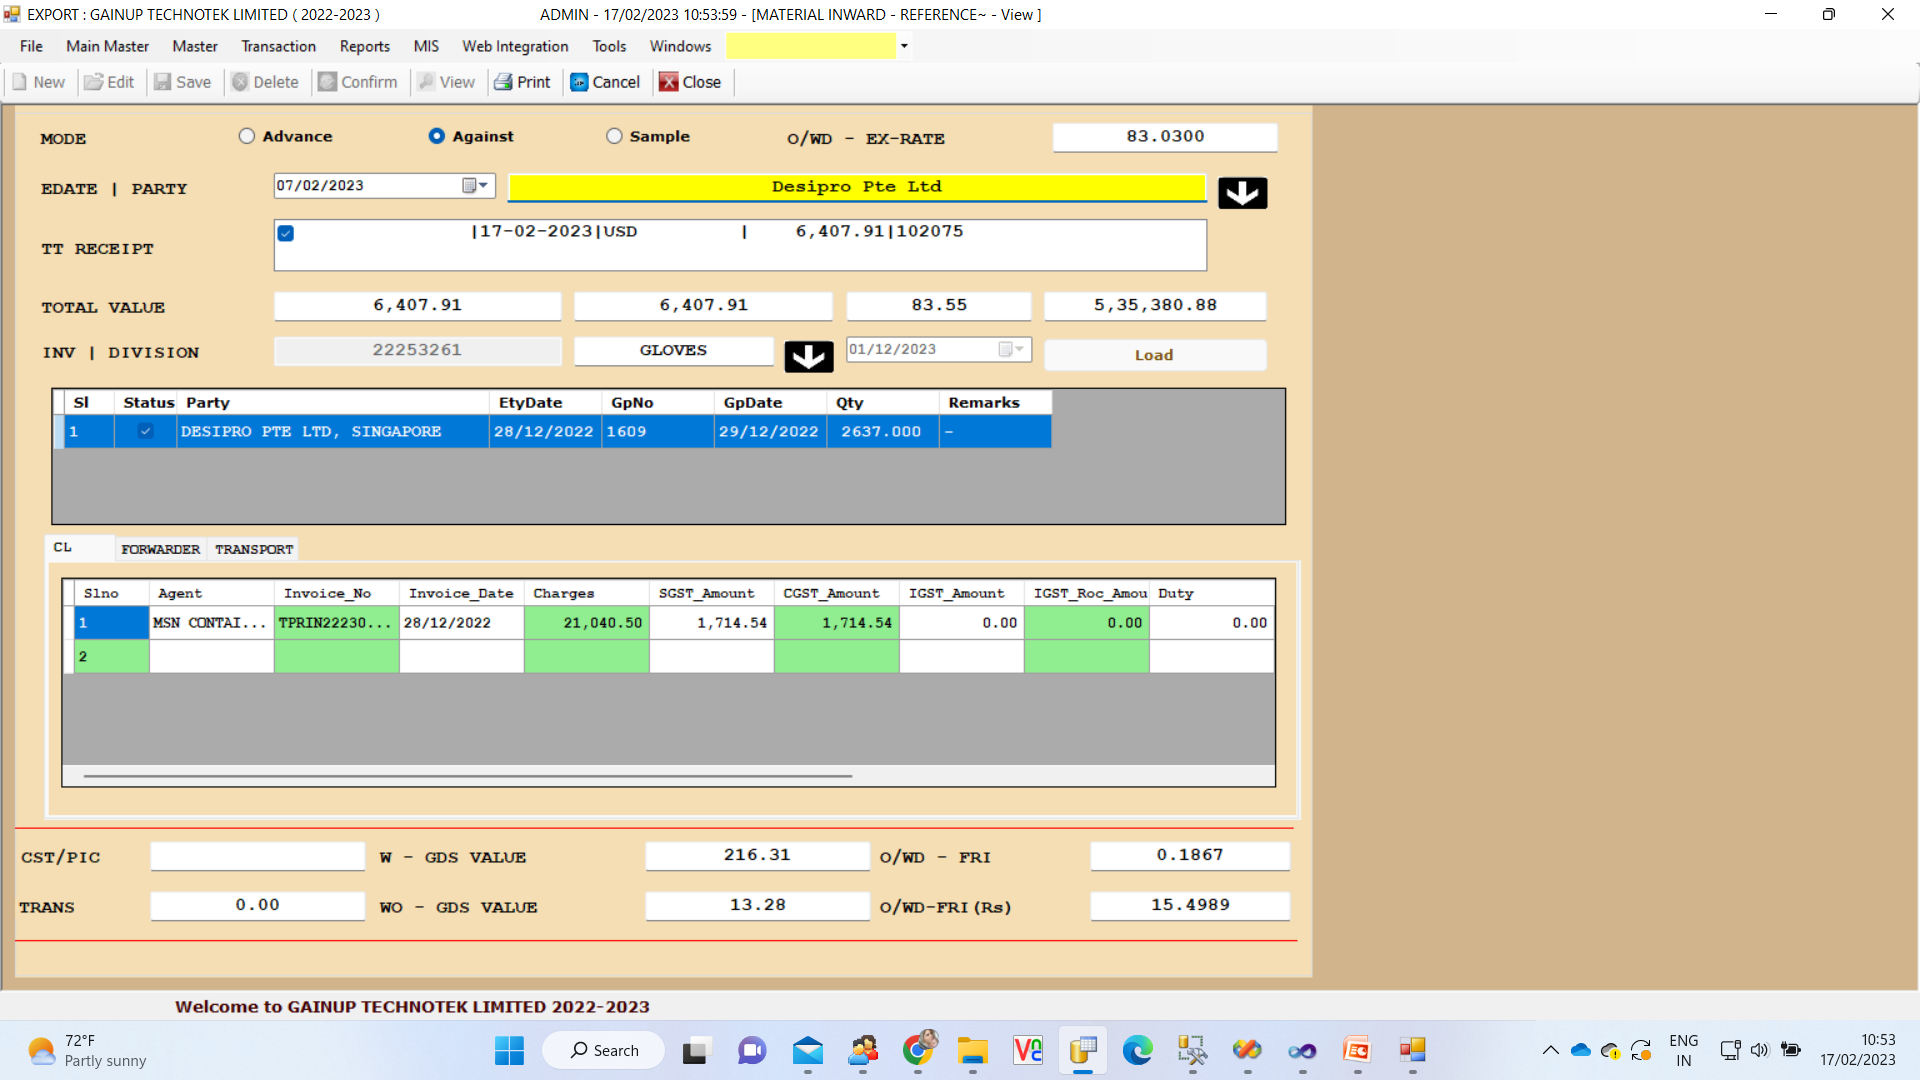 EXPORT : GAINUP TECHNOTEK LIMITED ( 2022-2023 ) ADMIN - 17/02/2023 10:53:59 - [MATERIAL INWARD - REFERENCE~ - View ]
File Main Master Master Transaction Reports MIS Web Integration Tools Windows
New Edit Save Delete Confirm View Print Cancel Close
MODE Advance Against Sample O/WD - EX-RATE 83.0300
EDATE | PARTY 07/02/2023 Desipro Pte Ltd
TT RECEIPT |17-02-2023|USD | 6,407.91|102075
TOTAL VALUE 6,407.91 6,407.91 83.55 5,35,380.88
INV | DIVISION 22253261 GLOVES 01/12/2023 Load
Sl Status Party EtyDate GpNo GpDate Qty Remarks
1 DESIPRO PTE LTD, SINGAPORE 28/12/2022 1609 29/12/2022 2637.000 -
CL FORWARDER TRANSPORT
Slno Agent Invoice_No Invoice_Date Charges SGST_Amount CGST_Amount IGST_Amount IGST_Roc_Amou Duty
1 MSN CONTAI... TPRIN22230... 28/12/2022 21,040.50 1,714.54 1,714.54 0.00 0.00 0.00
2
CST/PIC W - GDS VALUE 216.31 O/WD - FRI 0.1867
TRANS 0.00 WO - GDS VALUE 13.28 O/WD-FRI(Rs) 15.4989
Welcome to GAINUP TECHNOTEK LIMITED 2022-2023
72°F
Partly sunny
Search
ENG
IN
10:53
17/02/2023